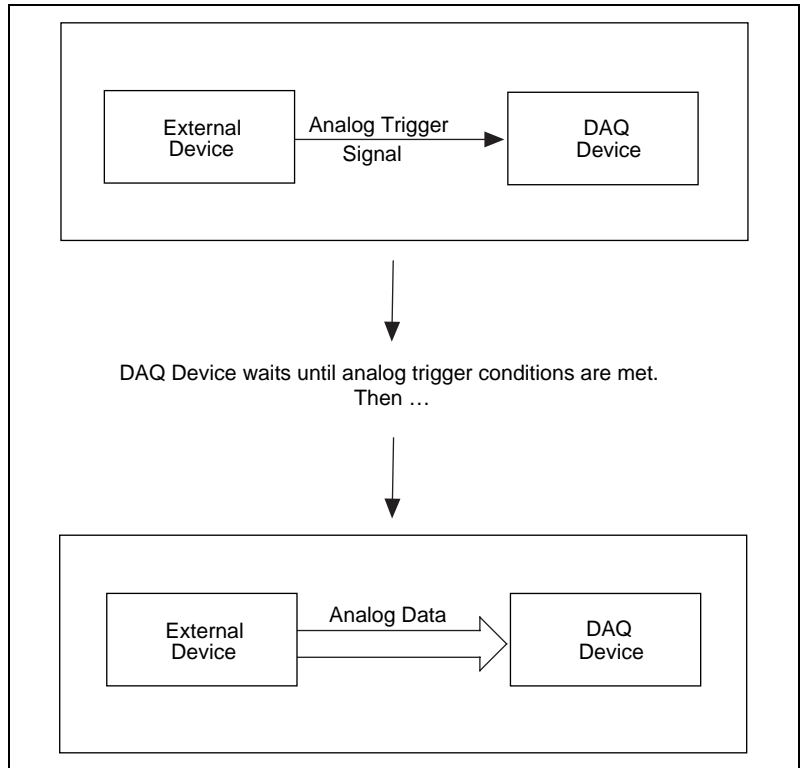 External
Device
Analog Trigger
Signal
DAQ
Device
DAQ Device waits until analog trigger conditions are met.
Then …
External
Device
Analog Data
DAQ
Device